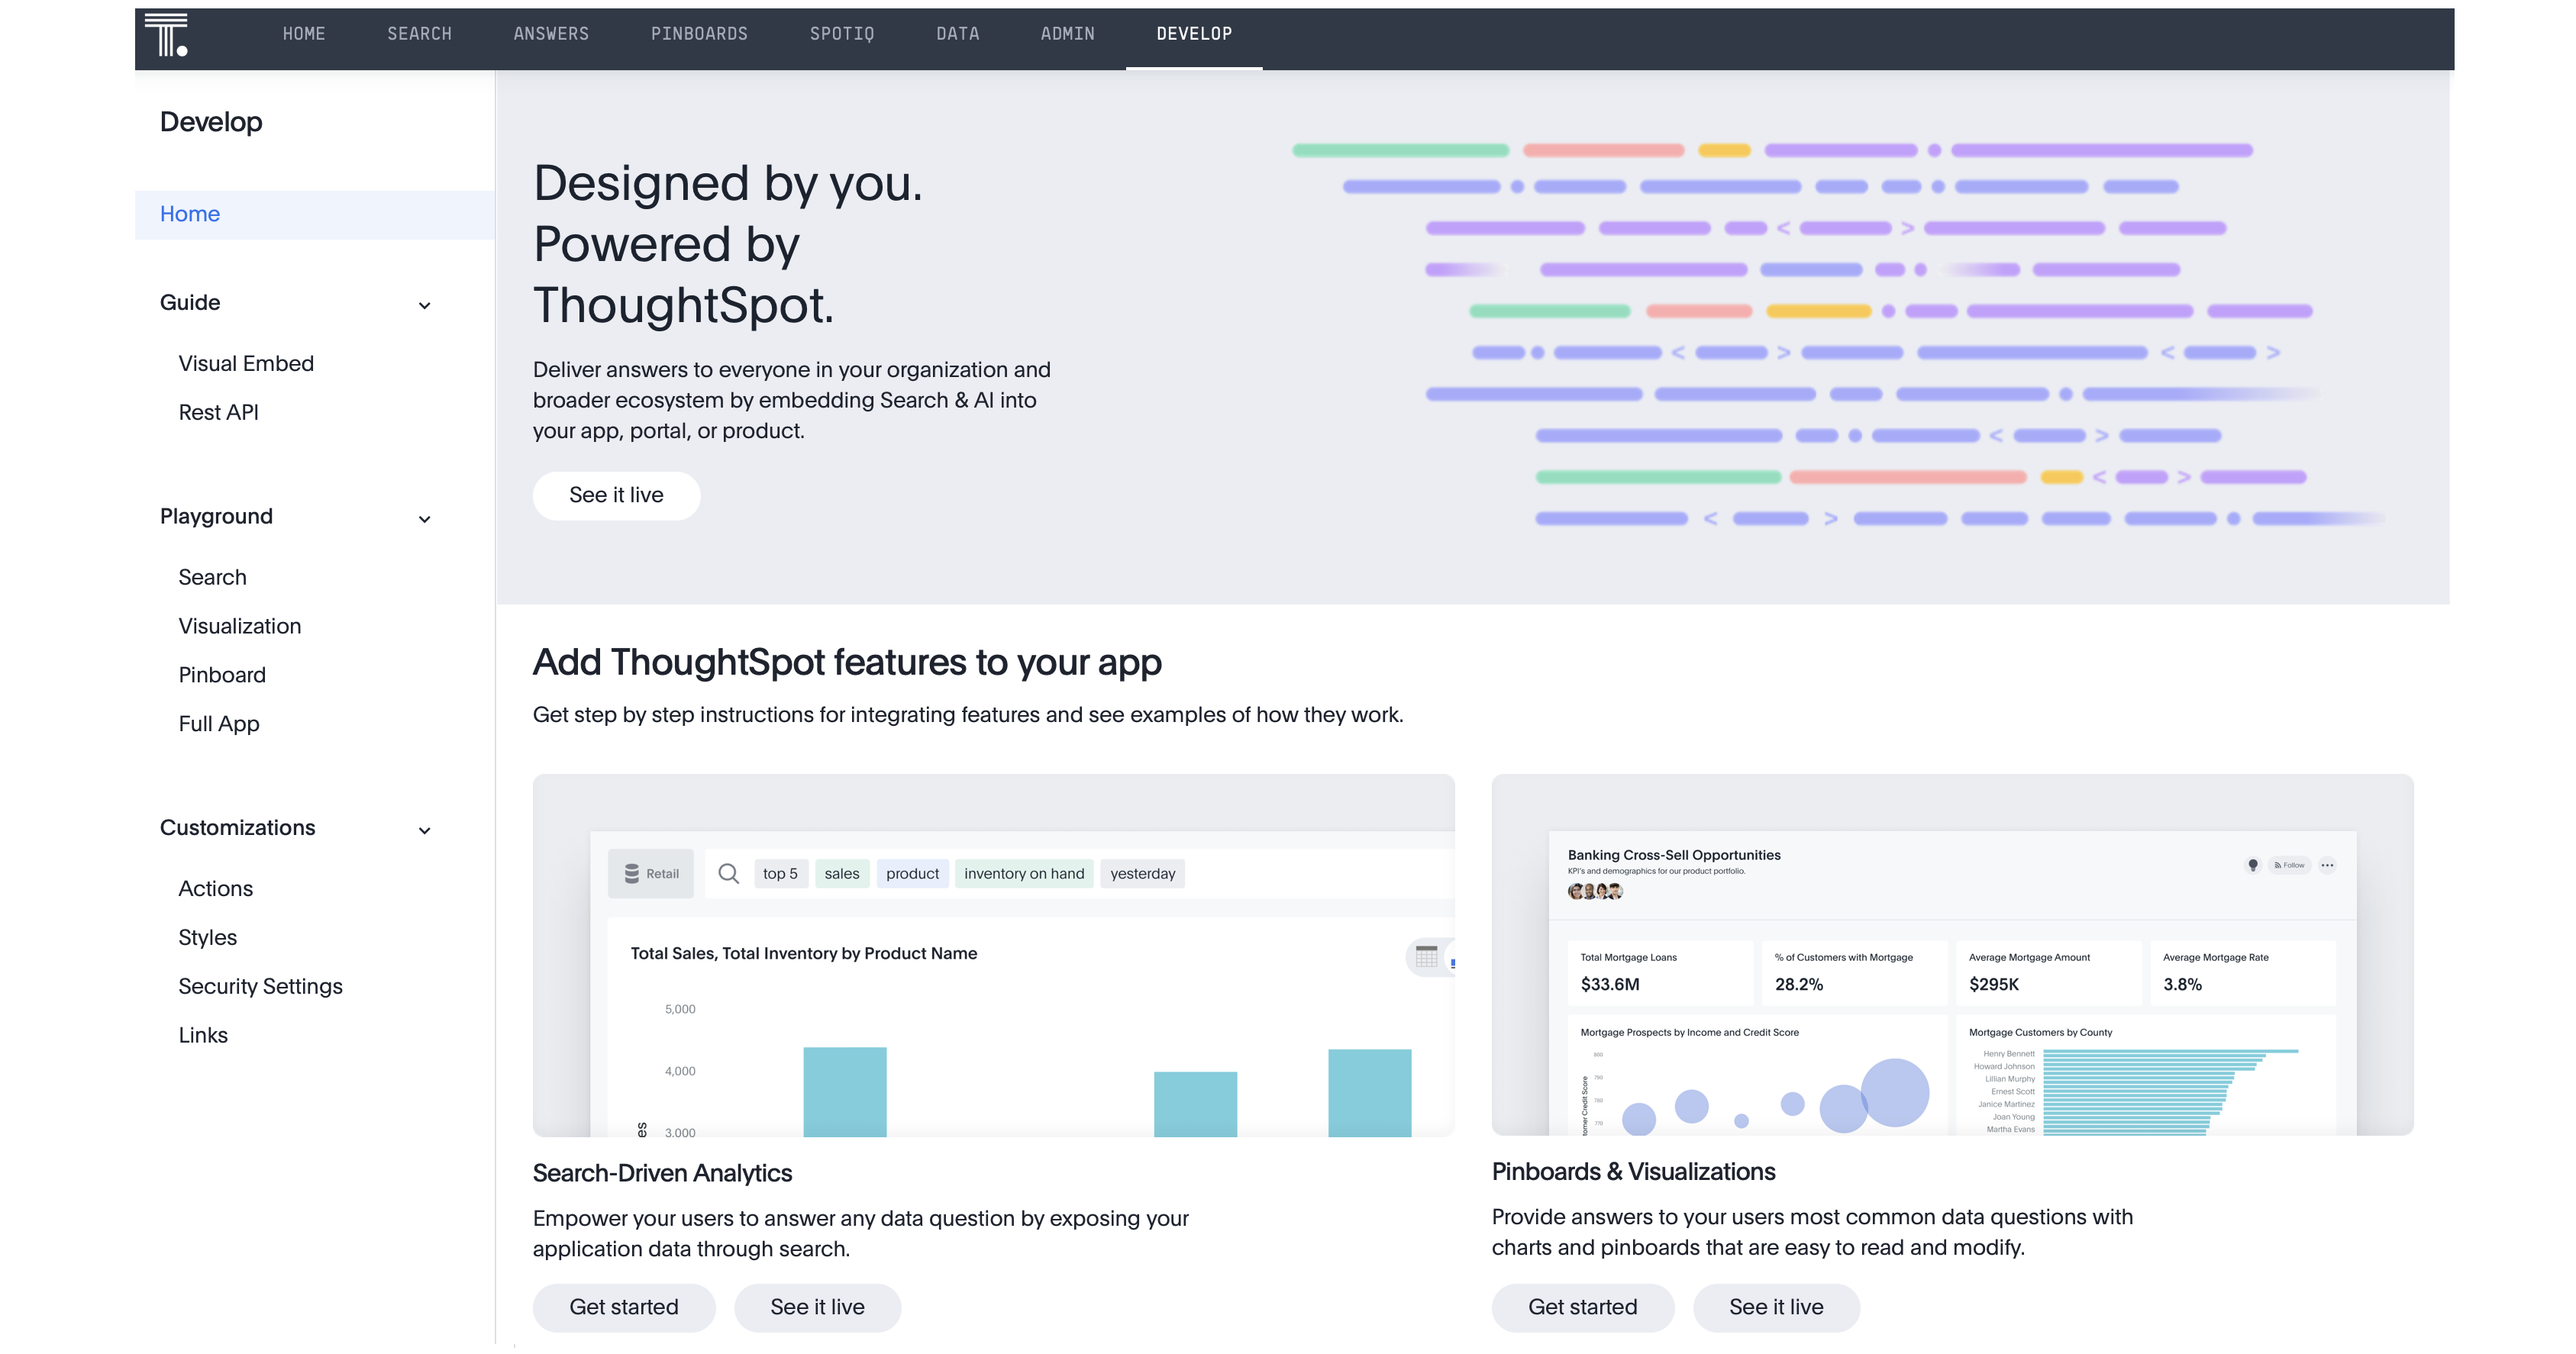 HOME SEARCH ANSWERS PINBOARDS SPOTIQ DATA ADMIN DEVELOP
Develop
Home
Guide
Visual Embed
Rest API
Playground
Search
Visualization
Pinboard
Full App
Customizations
Actions
Styles
Security Settings
Links
Designed by you.
Powered by
ThoughtSpot.
Deliver answers to everyone in your organization and
broader ecosystem by embedding Search & AI into
your app, portal, or product.
See it live
Add ThoughtSpot features to your app
Get step by step instructions for integrating features and see examples of how they work.
Retail
top 5 sales product inventory on hand yesterday
Total Sales, Total Inventory by Product Name
5,000
4,000
3,000
es
Search-Driven Analytics
Empower your users to answer any data question by exposing your
application data through search.
Get started See it live
Banking Cross-Sell Opportunities
KPI's and demographics for our product portfolio.
Follow
Total Mortgage Loans
$33.6M
% of Customers with Mortgage
28.2%
Average Mortgage Amount
$295K
Average Mortgage Rate
3.8%
Mortgage Prospects by Income and Credit Score
800
790
780
770
tomer Credit Score
Mortgage Customers by County
Henry Bennett
Howard Johnson
Lillian Murphy
Ernest Scott
Janice Martinez
Joan Young
Martha Evans
Pinboards & Visualizations
Provide answers to your users most common data questions with
charts and pinboards that are easy to read and modify.
Get started See it live